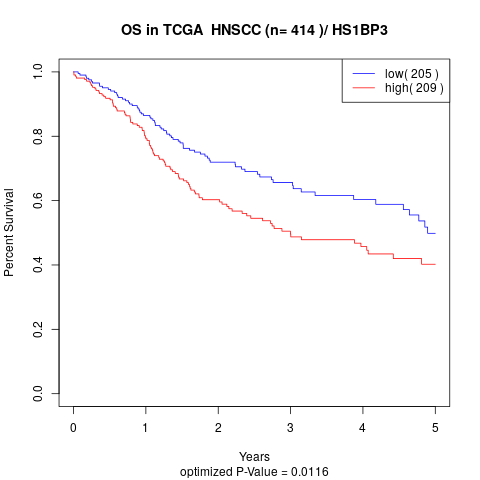 OS in TCGA  HNSCC (n= 414 )/ HS1BP3
low( 205 )
high( 209 )
Percent Survival
1.0
0.8
0.6
0.4
0.2
0.0
0 1 2 3 4 5
Years
optimized P-Value = 0.0116